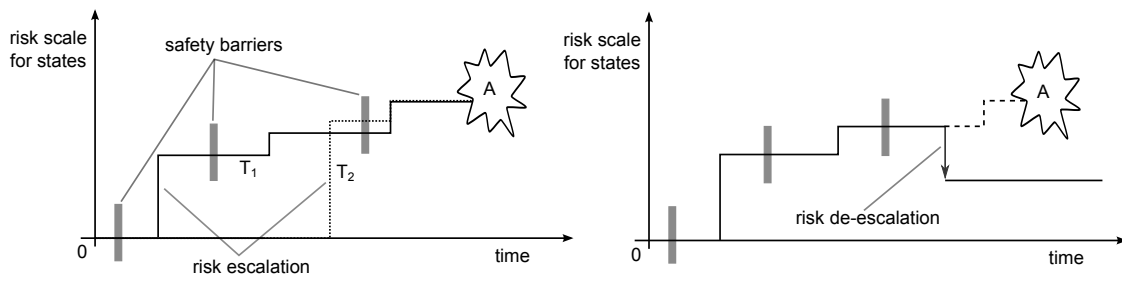 risk scale
for states
safety barriers
A
T1
T2
0
time
risk escalation
risk scale
for states
A
risk de-escalation
0
time